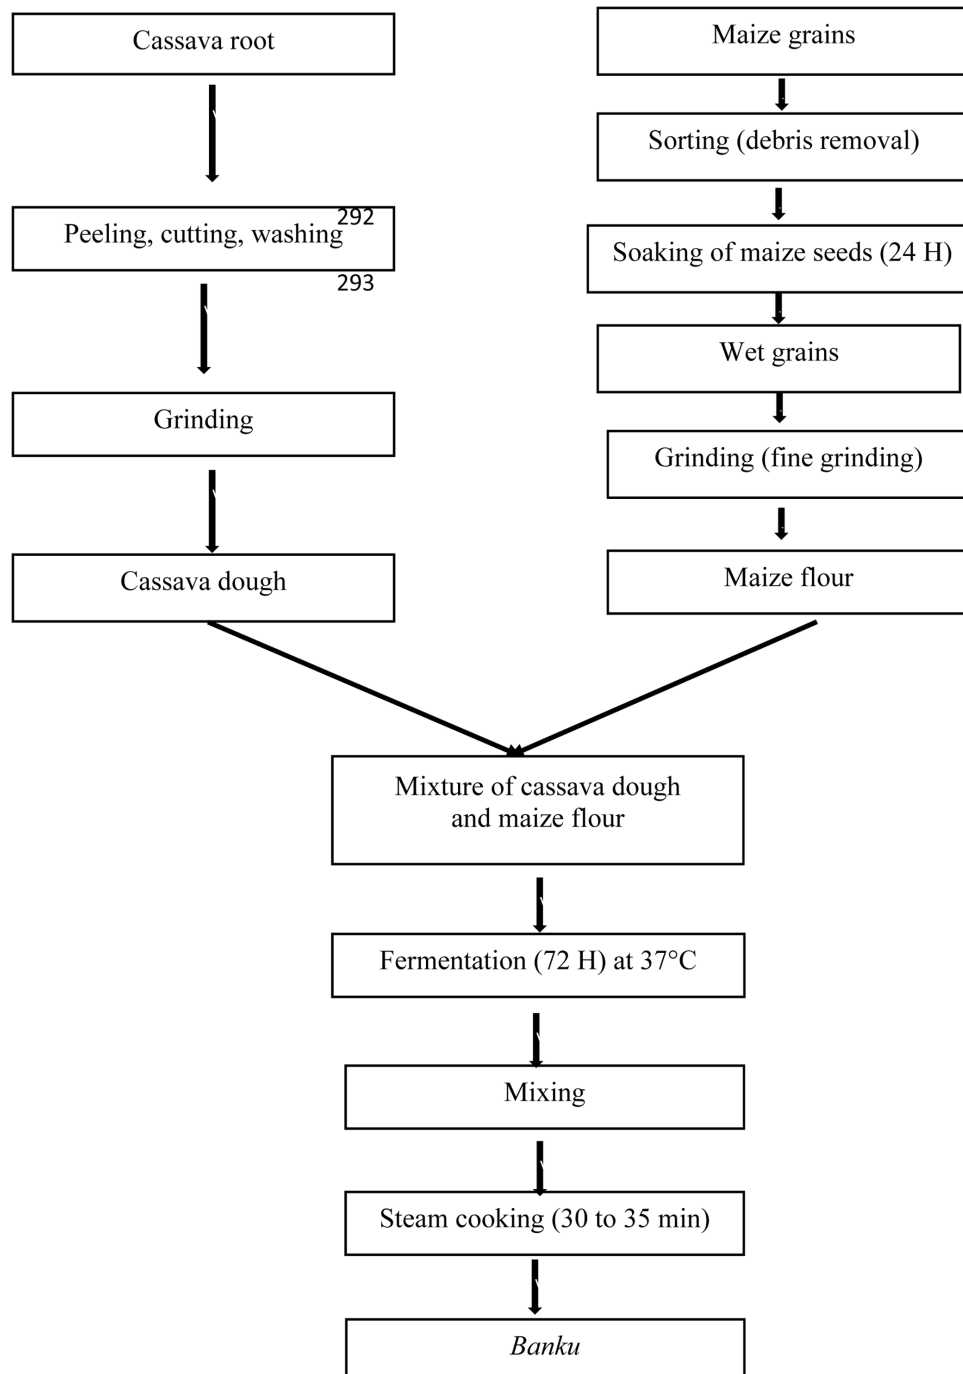 Cassava root
Peeling, cutting, washing
292
293
Grinding
Cassava dough
Maize grains
Sorting (debris removal)
Soaking of maize seeds (24 H)
Wet grains
Grinding (fine grinding)
Maize flour
Mixture of cassava dough
and maize flour
Fermentation (72 H) at 37°C
Mixing
Steam cooking (30 to 35 min)
Banku